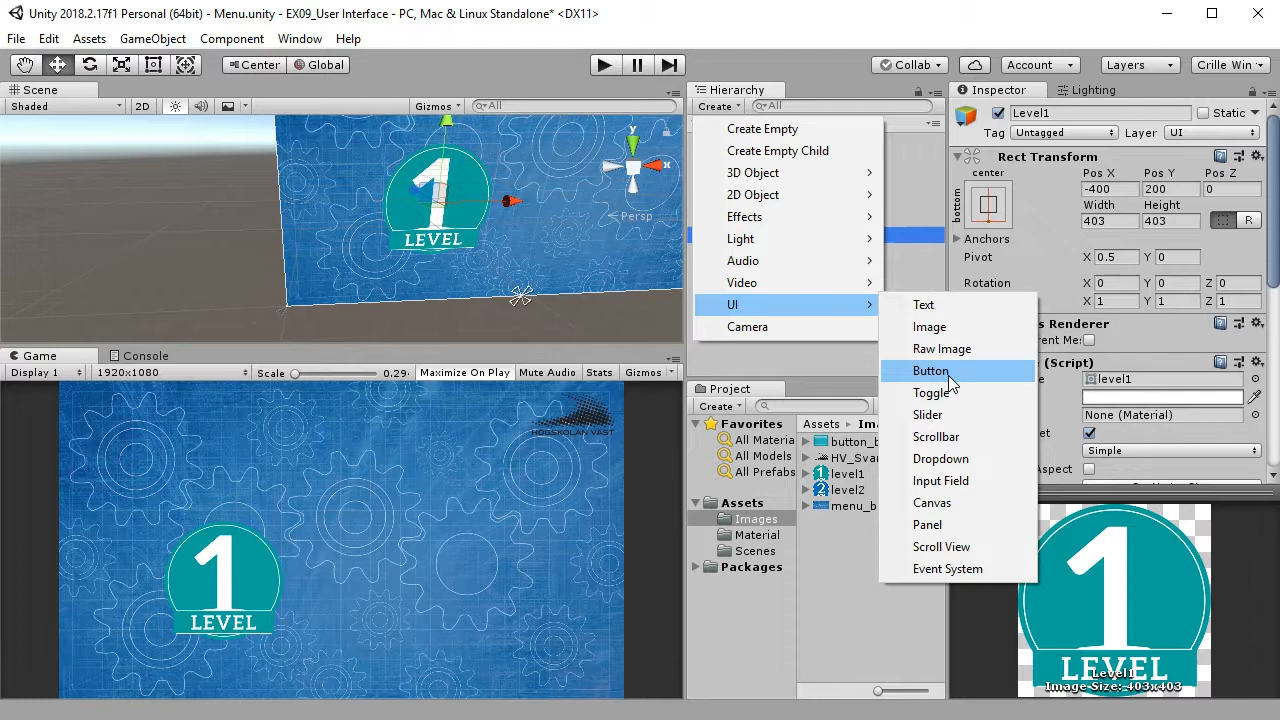 Unity 2018.2.17f1 Personal (64bit) - Menu.unity - EX09_User Interface - PC, Mac & Linux Standalone* <DX11>
File Edit Assets GameObject Component Window Help
Center Global Collab Account Layers Crille Win
Scene
Shaded 2D Gizmos All
y
x
Persp
1
LEVEL
Hierarchy
Create All
Create Empty
Create Empty Child
3D Object
2D Object
Effects
Light
Audio
Video
UI
Camera
Text
Image
Raw Image
Button
Toggle
Slider
Scrollbar
Dropdown
Input Field
Canvas
Panel
Scroll View
Event System
Inspector Lighting
Level1 Static
Tag Untagged Layer UI
Rect Transform
center Pos X Pos Y Pos Z
bottom -400 200 0
Width Height
403 403 R
Anchors
Pivot X 0.5 Y 0
Rotation X 0 Y 0 Z 0
X 1 Y 1 Z 1
s Renderer
rent Me
(Script)
level1
None (Material)
et
Simple
Aspect
Game Console
Display 1 1920x1080 Scale 0.29 Maximize On Play Mute Audio Stats Gizmos
HÖGSKOLAN VÄST
1
LEVEL
Project
Create
Favorites
All Materia
All Models
All Prefabs
Assets
Images
Material
Scenes
Packages
Assets Ima
button_b
HV_Svar
level1
level2
menu_b
1
LEVEL
Level1
Image Size: 403x403